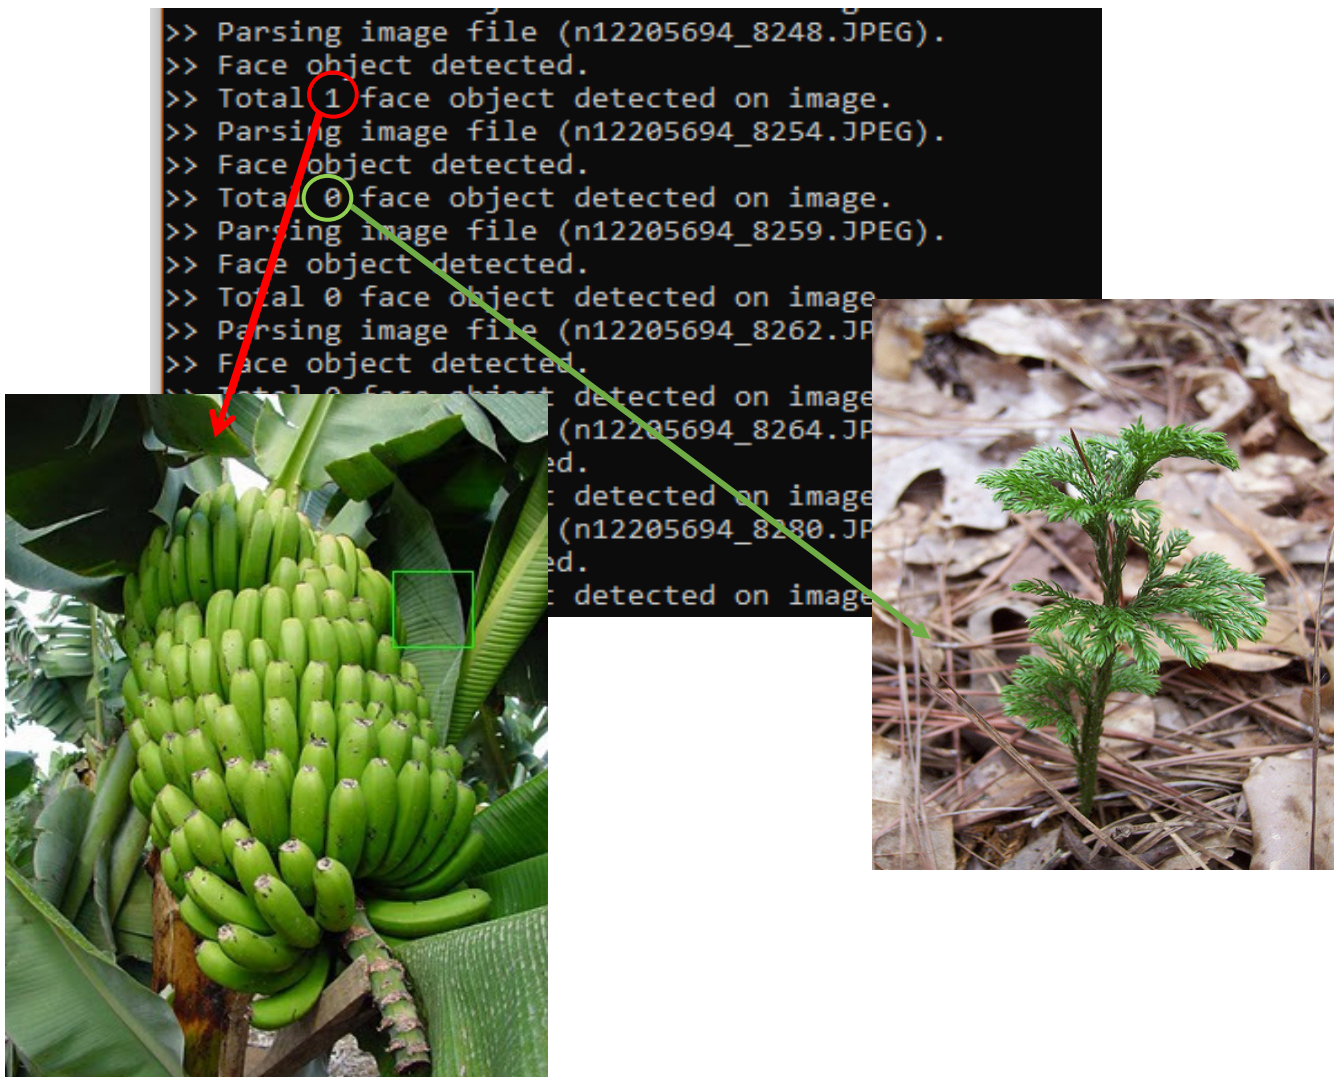 >> Parsing image file (n12205694_8248.JPEG).
>> Face object detected.
>> Total 1 face object detected on image.
>> Parsing image file (n12205694_8254.JPEG).
>> Face object detected.
>> Total 0 face object detected on image.
>> Parsing image file (n12205694_8259.JPEG).
>> Face object detected.
>> Total 0 face object detected on image
>> Parsing image file (n12205694_8262.JP
>> Face object detected.
>> Total 0 detected on image
(n12205694_8264.JP
ed.
t detected on image
(n12205694_8280.JP
ed.
t detected on image